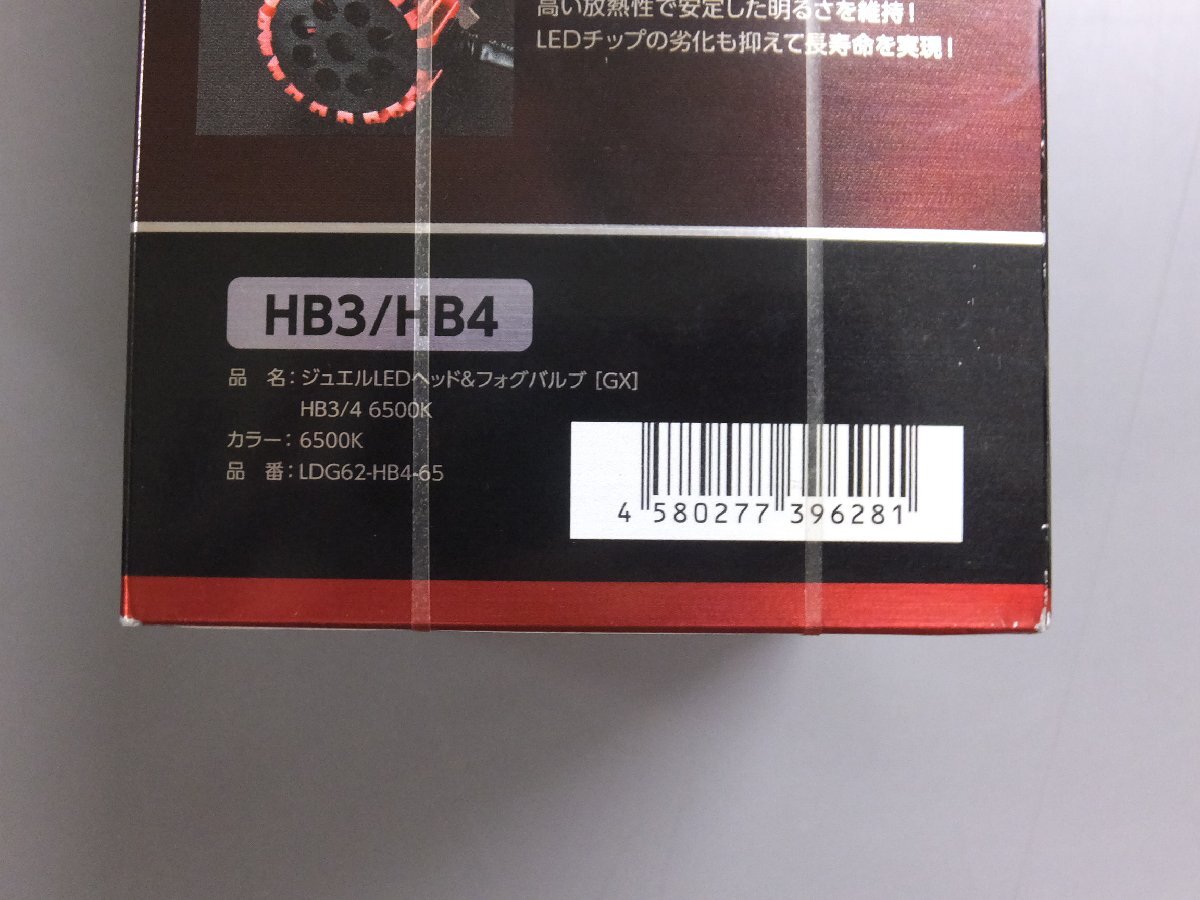 高い放熱性で安定した明るさを維持!
LEDチップの劣化も抑えて長寿命を実現!
HB3/HB4
品 名:ジュエルLEDヘッド&フォグバルブ [GX]
HB3/4 6500K
カラー:6500K
品 番:LDG62-HB4-65
4 580277 396281